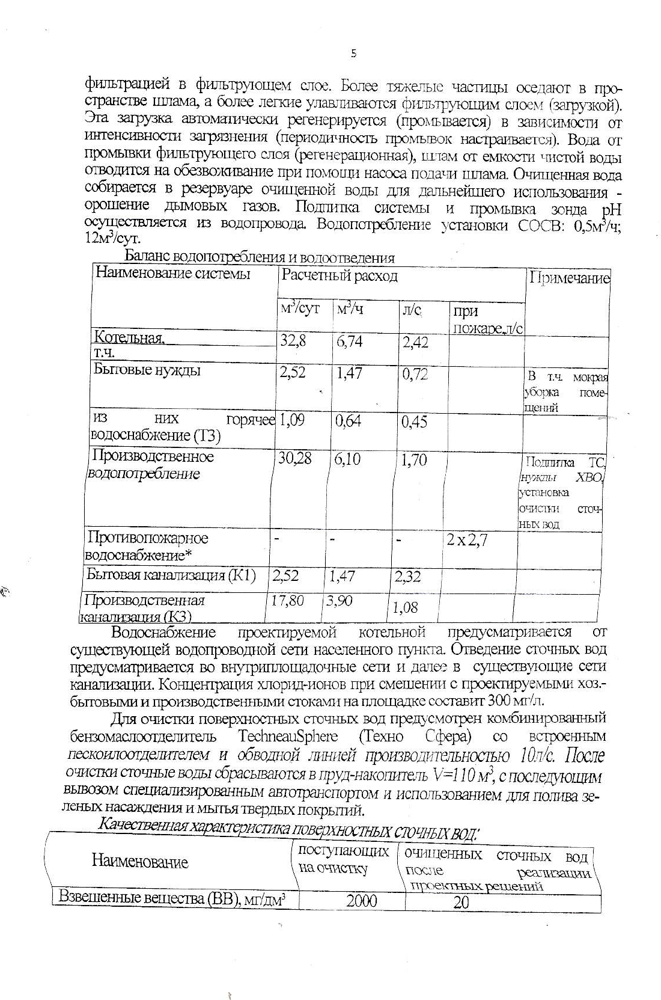 5
фильтрацией в фильтрующем слое. Более тяжелые частицы оседают в про-
странстве шлама, а более легкие улавливаются фильтрующим слоем (загрузкой).
Эта загрузка автоматически регенерируется (промывается) в зависимости от
интенсивности загрязнения (периодичность промывок настраивается). Вода от
промывки фильтрующего слоя (регенерационная), шлам от емкости чистой воды
отводится на обезвоживание при помощи насоса подачи шлама. Очищенная вода
собирается в резервуаре очищенной воды для дальнейшего использования -
орошение дымовых газов. Подпитка системы и промывка зонда pH
осуществляется из водопровода. Водопотребление установки СОСВ: 0,5м³/ч;
12м³/сут.
Баланс водопотребления и водоотведения
Наименование системы Расчетный расход Примечание
м³/сут м³/ч л/с при
пожаре,л/с
Котельная, 32,8 6,74 2,42
т.ч.
Бытовые нужды 2,52 1,47 0,72 В т.ч. мокрая
уборка поме-
щений
из них горячее 1,09 0,64 0,45
водоснабжение (Т3)
Производственное 30,28 6,10 1,70 Подпитка ТС,
водопотребление нужды ХВО,
установка
очистки сточ-
ных вод
Противопожарное - - - 2 x 2,7
водоснабжение*
Бытовая канализация (К1) 2,52 1,47 2,32
Производственная 17,80 3,90 1,08
канализация (К3)
Водоснабжение проектируемой котельной предусматривается от
существующей водопроводной сети населенного пункта. Отведение сточных вод
предусматривается во внутриплощадочные сети и далее в существующие сети
канализации. Концентрация хлорид-ионов при смешении с проектируемыми хоз.-
бытовыми и производственными стоками на площадке составит 300 мг/л.
Для очистки поверхностных сточных вод предусмотрен комбинированный
бензомаслоотделитель TechneauSphere (Техно Сфера) со встроенным
пескоилоотделителем и обводной линией производительностью 10л/с. После
очистки сточные воды сбрасываются в пруд-накопитель V=110 м³, с последующим
вывозом специализированным автотранспортом и использованием для полива зе-
леных насаждения и мытья твердых покрытий.
Качественная характеристика поверхностных сточных вод:
Наименование поступающих очищенных сточных вод
на очистку после реализации
проектных решений
Взвешенные вещества (ВВ), мг/дм³ 2000 20